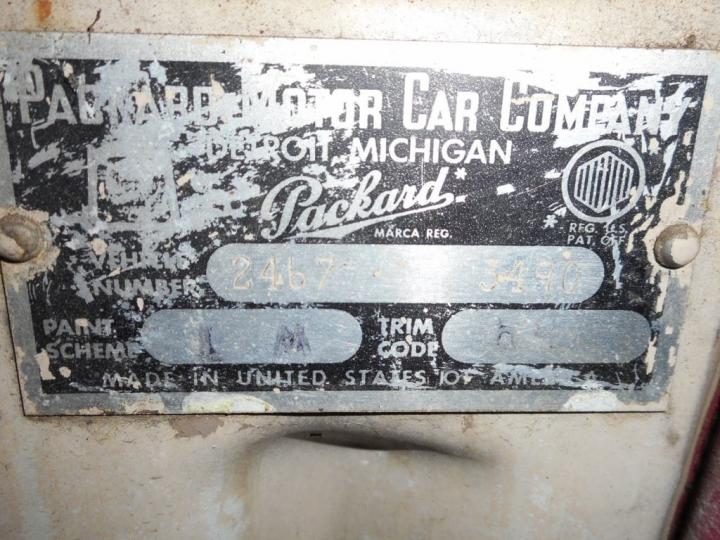 PACKARD MOTOR CAR COMPANY
DETROIT, MICHIGAN
Packard*
MARCA REG.
* REG. U.S. PAT. OFF.
VEHICLE NUMBER 2467 - 3490
PAINT SCHEME L M
TRIM CODE
MADE IN UNITED STATES OF AMERICA